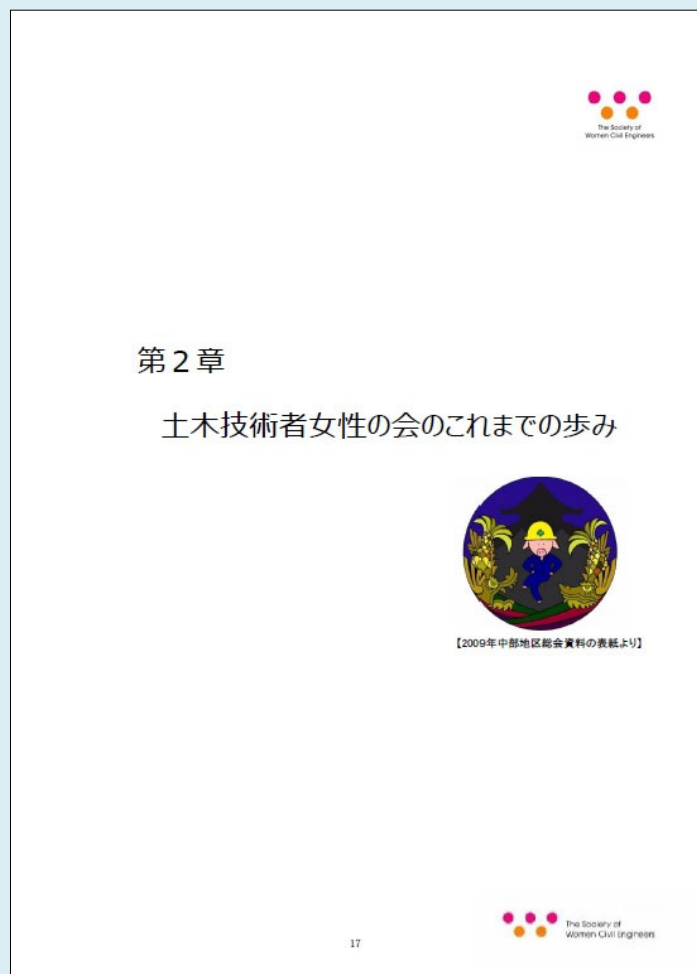 The Society of
Women Civil Engineers
第2章
土木技術者女性の会のこれまでの歩み
【2009年中部地区総会資料の表紙より】
17
The Society of
Women Civil Engineers